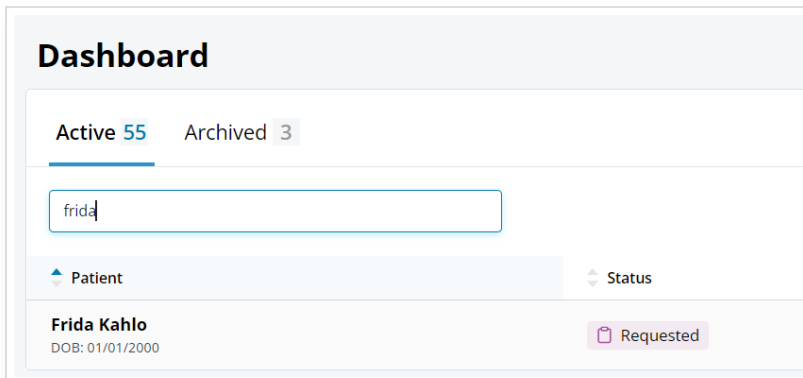 Dashboard
Active 55 Archived 3
frida
Patient Status
Frida Kahlo
DOB: 01/01/2000
Requested